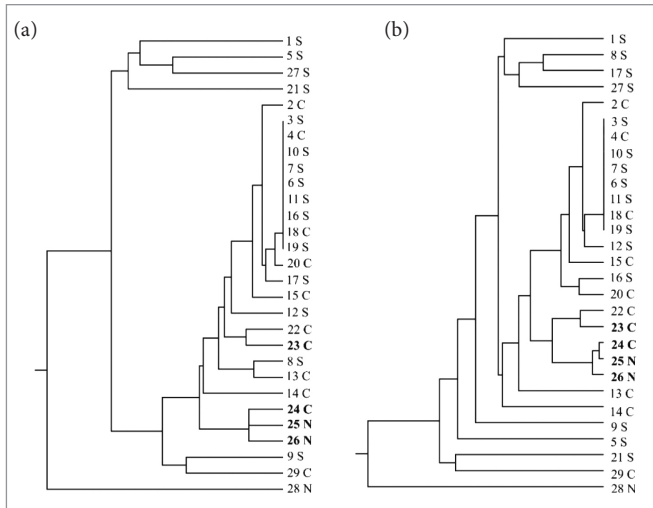 (a)
1 S
5 S
27 S
21 S
2 C
3 S
4 C
10 S
7 S
6 S
11 S
16 S
18 C
19 S
20 C
17 S
15 C
12 S
22 C
23 C
8 S
13 C
14 C
24 C
25 N
26 N
9 S
29 C
28 N
(b)
1 S
8 S
17 S
27 S
2 C
3 S
4 C
10 S
7 S
6 S
11 S
18 C
19 S
12 S
15 C
16 S
20 C
22 C
23 C
24 C
25 N
26 N
13 C
14 C
9 S
5 S
21 S
29 C
28 N